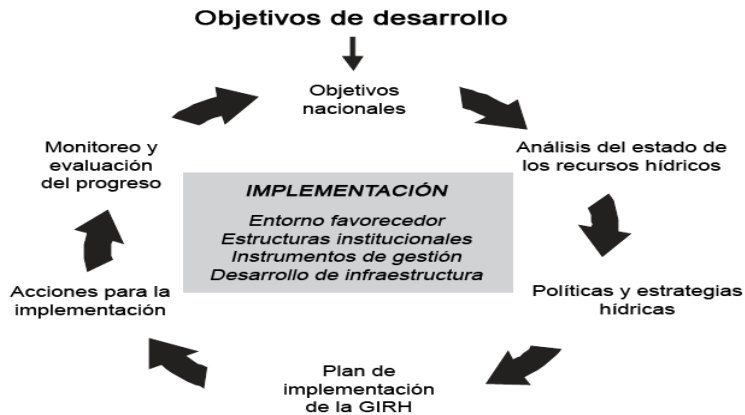 Objetivos de desarrollo
Objetivos
nacionales
Análisis del estado de
los recursos hídricos
Políticas y estrategias
hídricas
Plan de
implementación
de la GIRH
Acciones para la
implementación
Monitoreo y
evaluación
del progreso
IMPLEMENTACIÓN
Entorno favorecedor
Estructuras institucionales
Instrumentos de gestión
Desarrollo de infraestructura